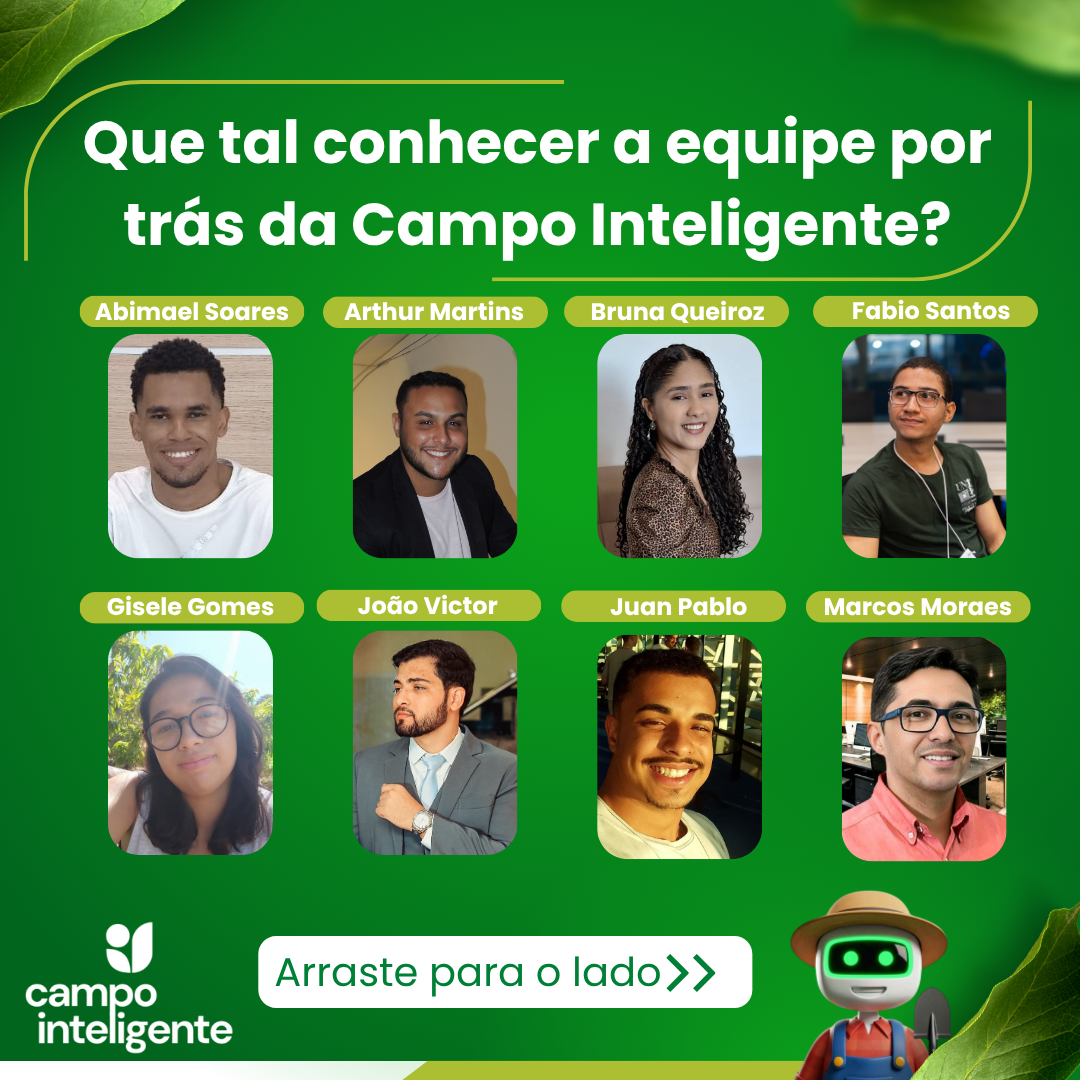 Que tal conhecer a equipe por
trás da Campo Inteligente?
Abimael Soares
Arthur Martins
Bruna Queiroz
Fabio Santos
Gisele Gomes
João Victor
Juan Pablo
Marcos Moraes
Arraste para o lado
campo
inteligente